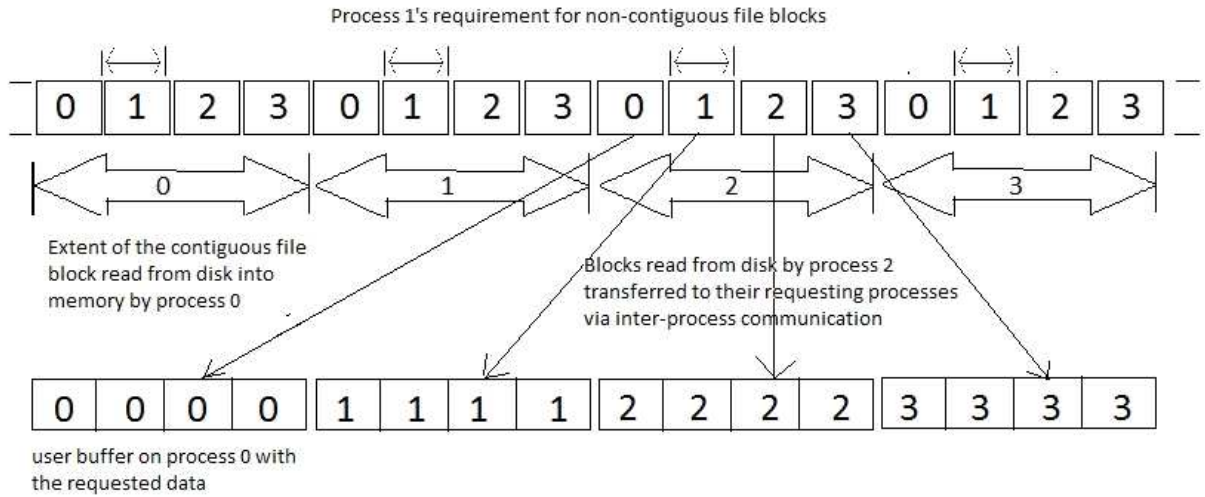 Process 1's requirement for non-contiguous file blocks
0 1 2 3 0 1 2 3 0 1 2 3 0 1 2 3
0 1 2 3
Extent of the contiguous file
block read from disk into
memory by process 0
Blocks read from disk by process 2
transferred to their requesting processes
via inter-process communication
0 0 0 0 1 1 1 1 2 2 2 2 3 3 3 3
user buffer on process 0 with
the requested data